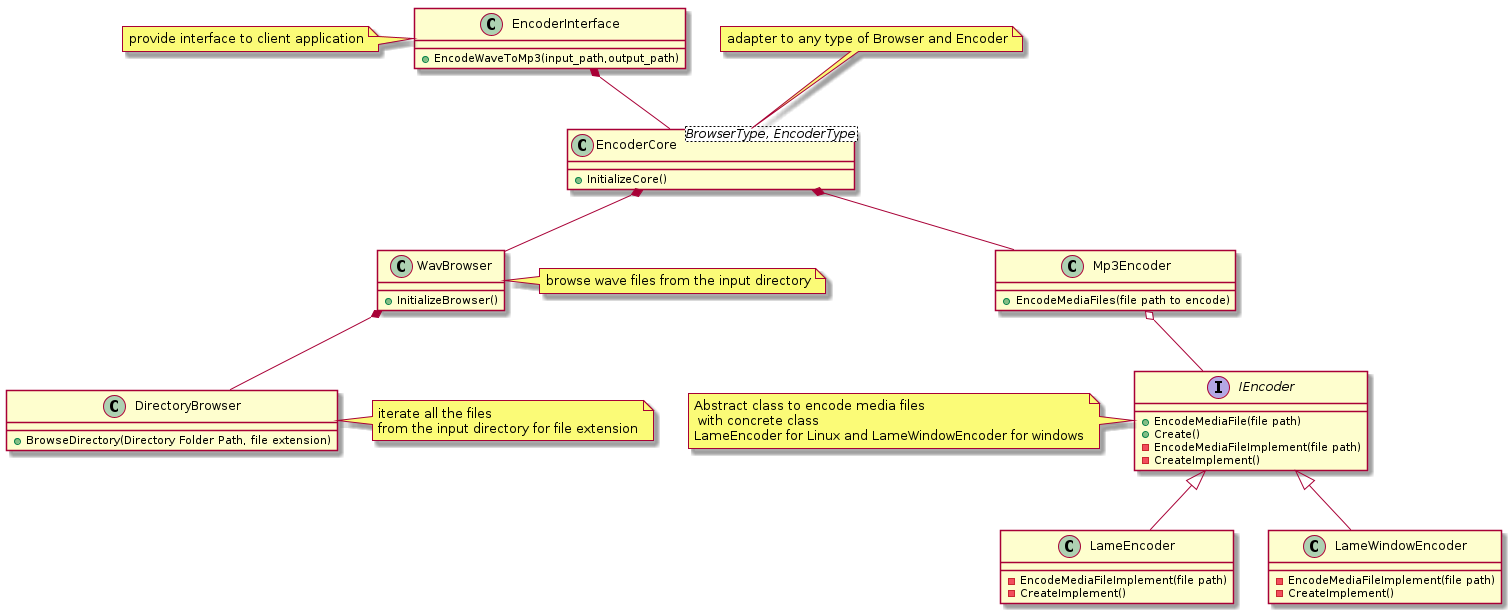 C EncoderInterface
EncodeWaveToMp3(input_path,output_path)
provide interface to client application
adapter to any type of Browser and Encoder
BrowserType, EncoderType
C EncoderCore
InitializeCore()
C WavBrowser
InitializeBrowser()
browse wave files from the input directory
C Mp3Encoder
EncodeMediaFiles(file path to encode)
C DirectoryBrowser
BrowseDirectory(Directory Folder Path, file extension)
iterate all the files
from the input directory for file extension
Abstract class to encode media files
with concrete class
LameEncoder for Linux and LameWindowEncoder for windows
I IEncoder
EncodeMediaFile(file path)
Create()
EncodeMediaFileImplement(file path)
CreateImplement()
C LameEncoder
EncodeMediaFileImplement(file path)
CreateImplement()
C LameWindowEncoder
EncodeMediaFileImplement(file path)
CreateImplement()